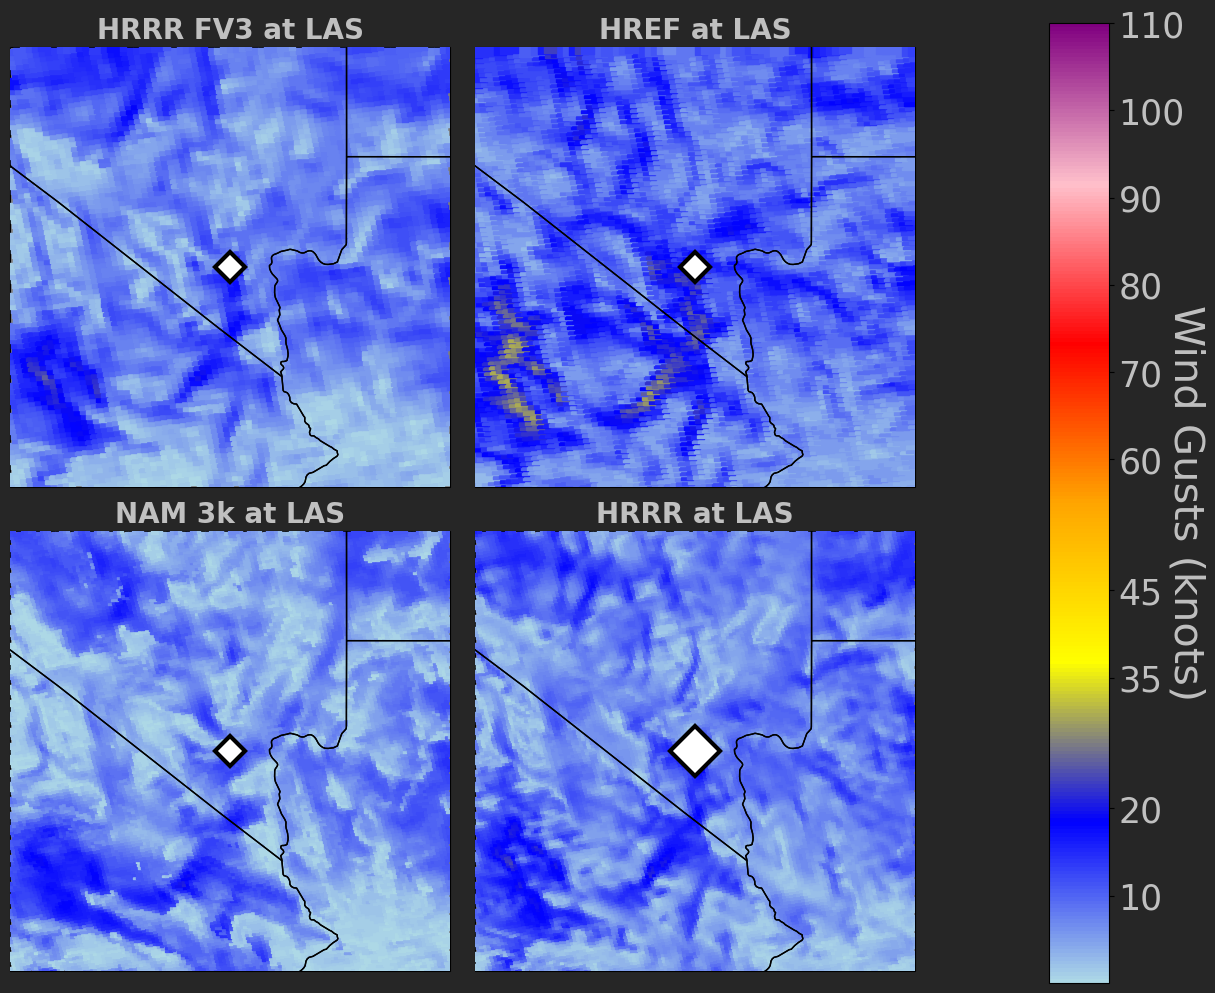 HRRR FV3 at LAS
HREF at LAS
NAM 3k at LAS
HRRR at LAS
110
100
90
80
70
60
45
35
20
10
Wind Gusts (knots)